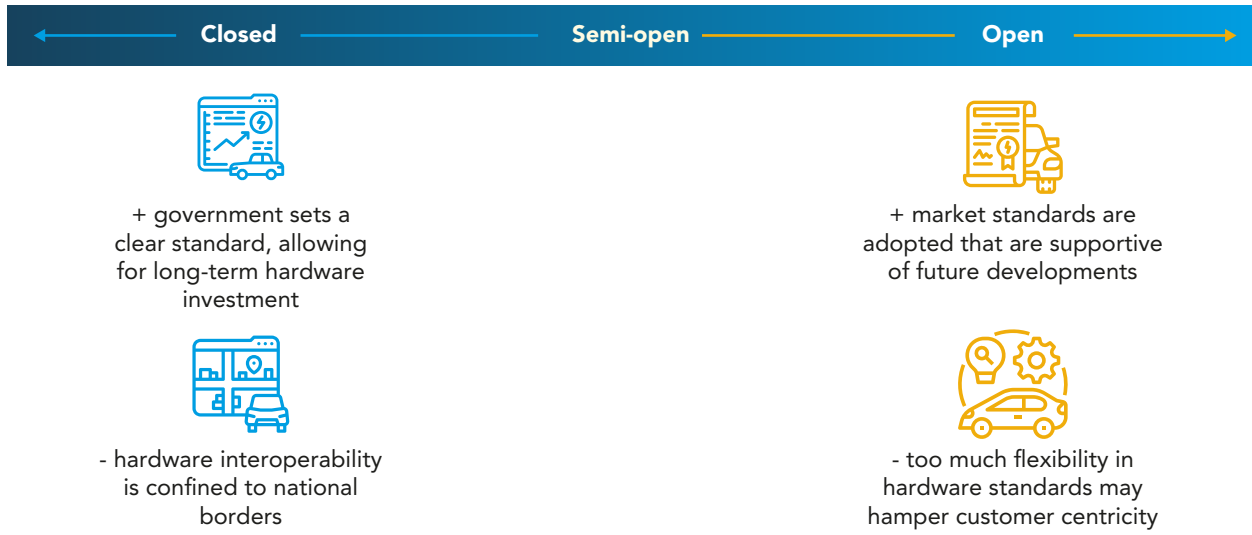 Closed
Semi-open
Open
+ government sets a
clear standard, allowing
for long-term hardware
investment
+ market standards are
adopted that are supportive
of future developments
- hardware interoperability
is confined to national
borders
- too much flexibility in
hardware standards may
hamper customer centricity